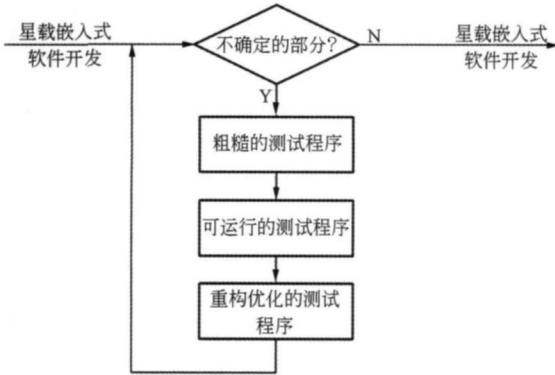 星载嵌入式
软件开发
不确定的部分?
N
星载嵌入式
软件开发
Y
粗糙的测试程序
可运行的测试程序
重构优化的测试
程序